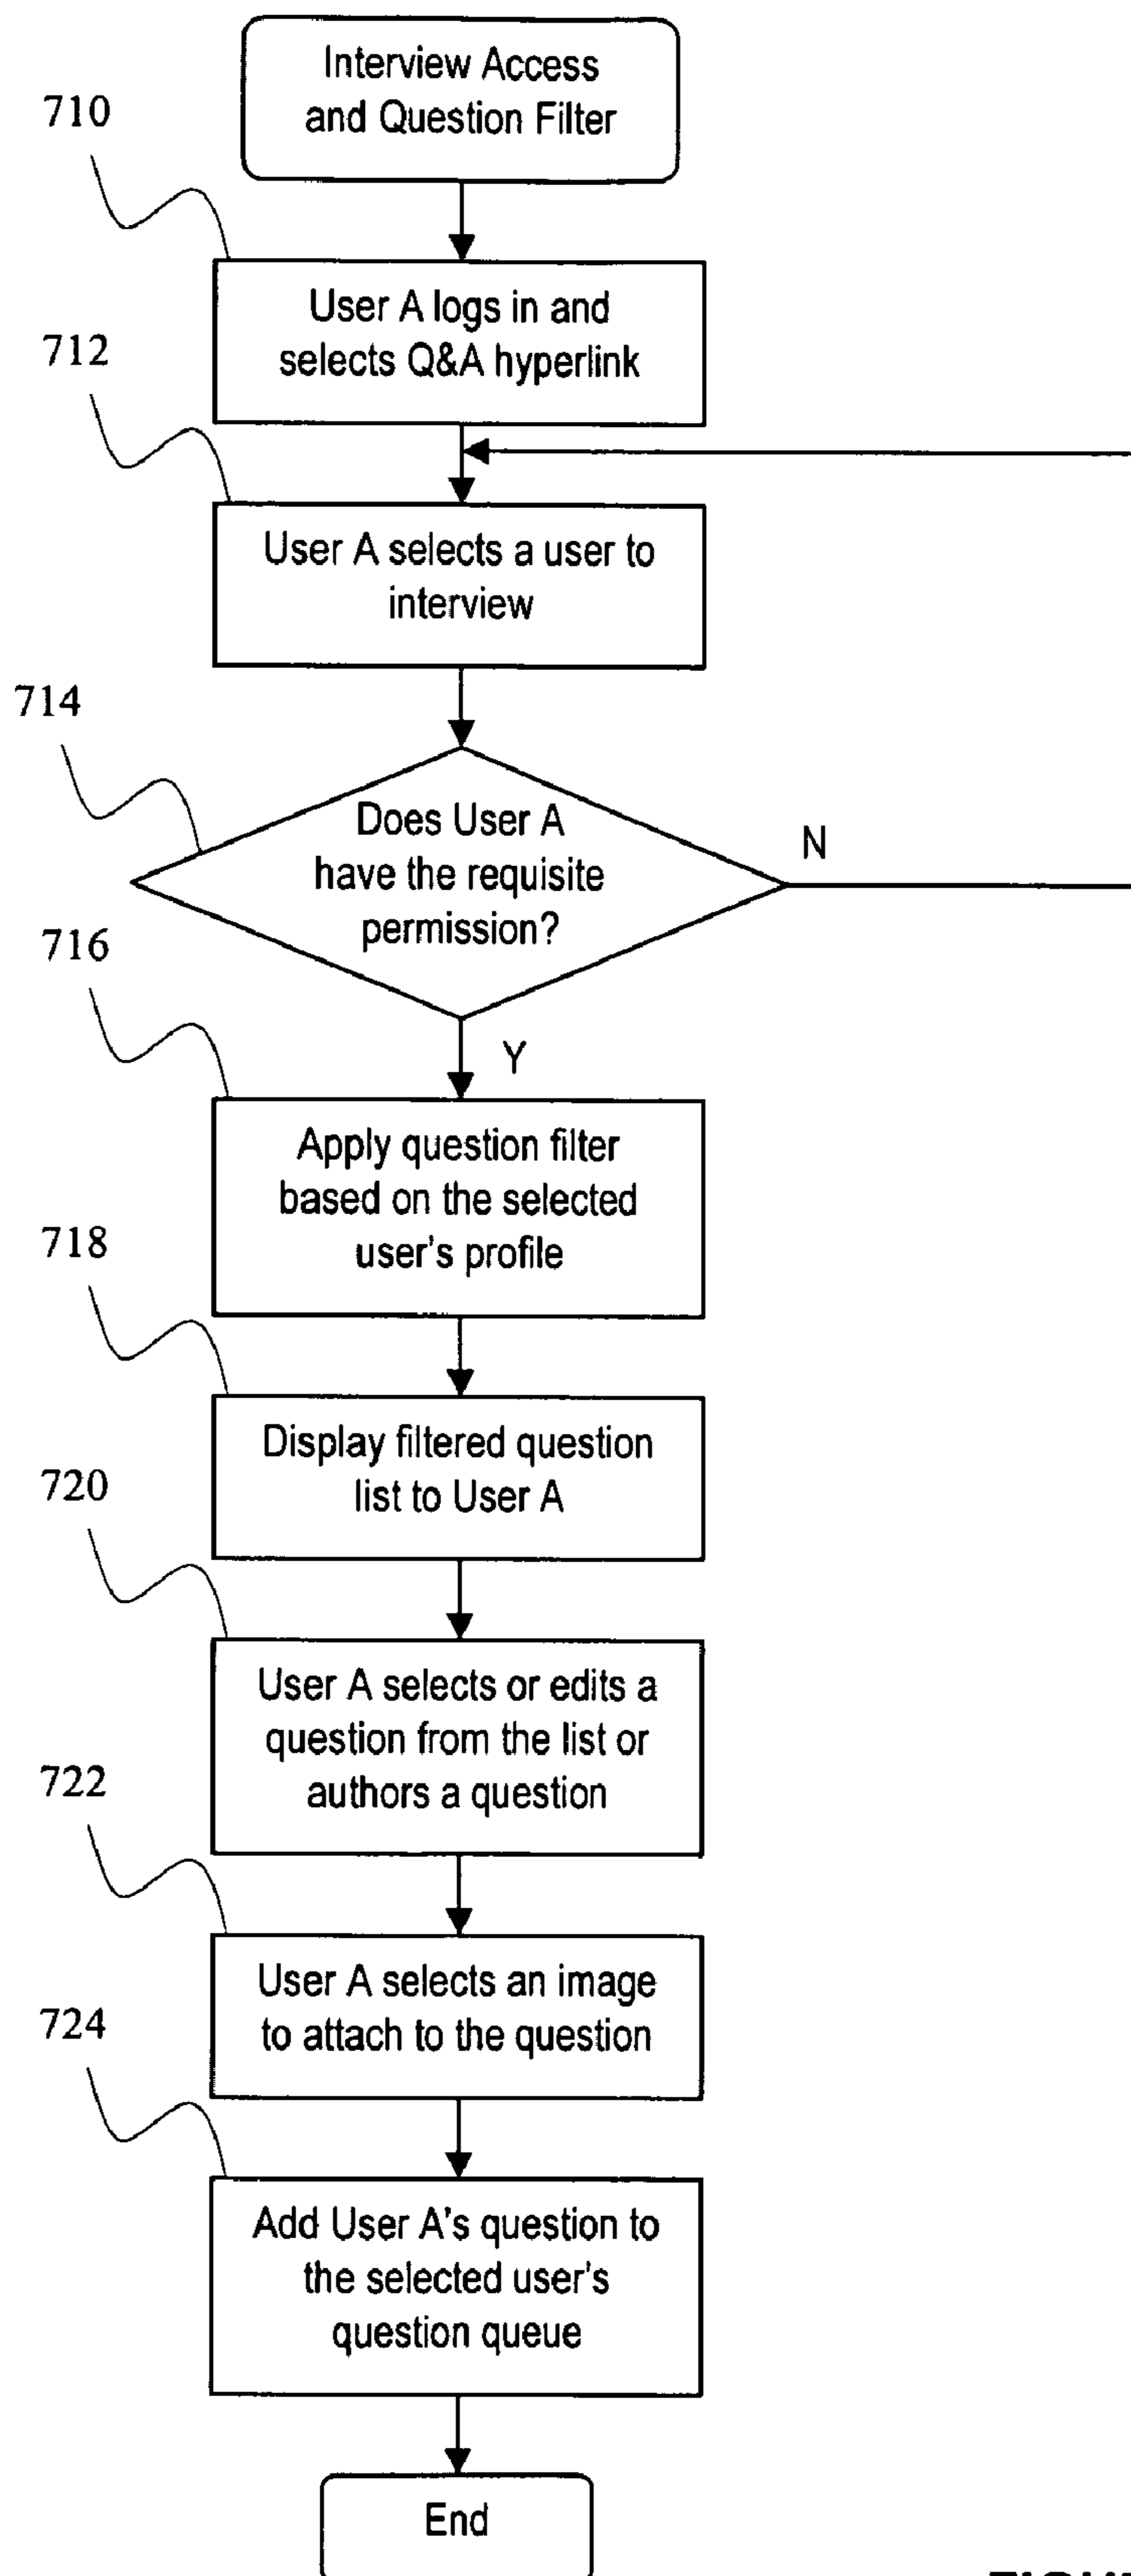 Interview Access
and Question Filter
710
User A logs in and
selects Q&A hyperlink
712
User A selects a user to
interview
714
Does User A
have the requisite
permission?
N
Y
716
Apply question filter
based on the selected
user's profile
718
Display filtered question
list to User A
720
User A selects or edits a
question from the list or
authors a question
722
User A selects an image
to attach to the question
724
Add User A's question to
the selected user's
question queue
End